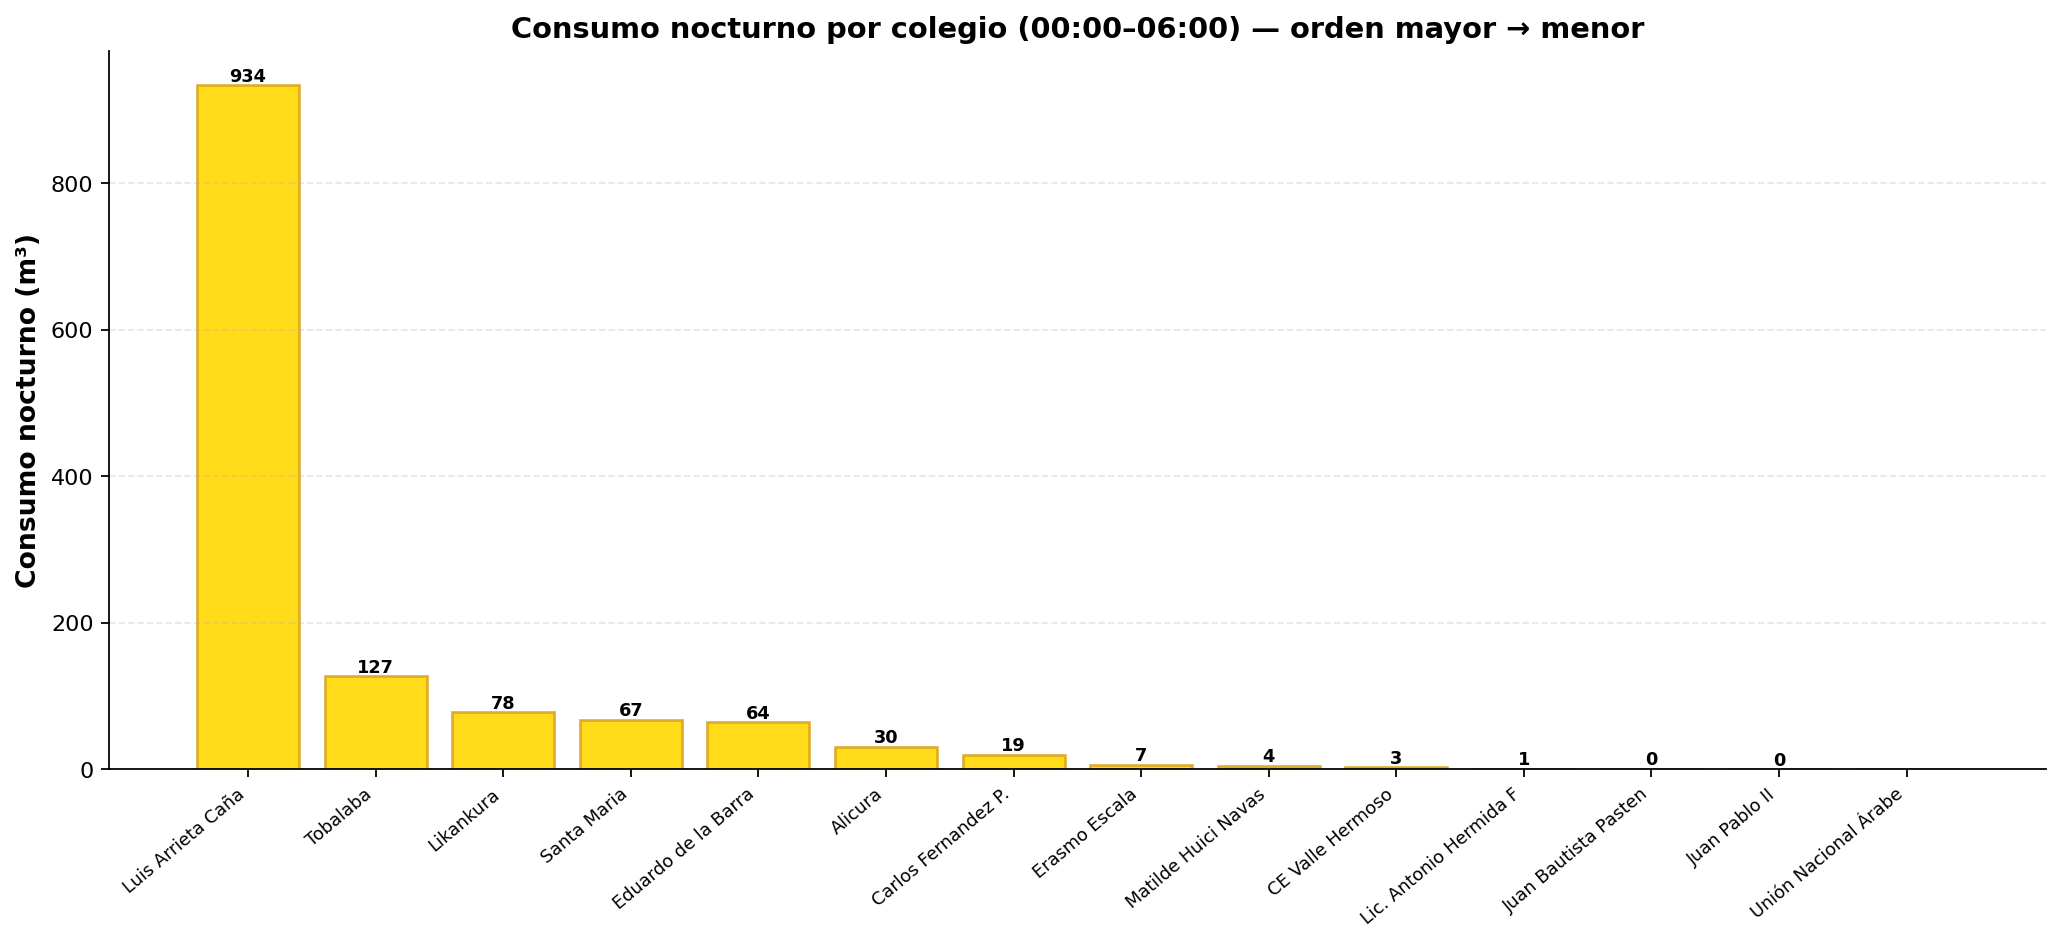 Consumo nocturno por colegio (00:00–06:00) — orden mayor → menor
Consumo nocturno (m³)
800
600
400
200
0
934
127
78
67
64
30
19
7
4
3
1
0
0
Luis Arrieta Caña
Tobalaba
Likankura
Santa Maria
Eduardo de la Barra
Alicura
Carlos Fernandez P.
Erasmo Escala
Matilde Huici Navas
CE Valle Hermoso
Lic. Antonio Hermida F
Juan Bautista Pasten
Juan Pablo II
Unión Nacional Árabe